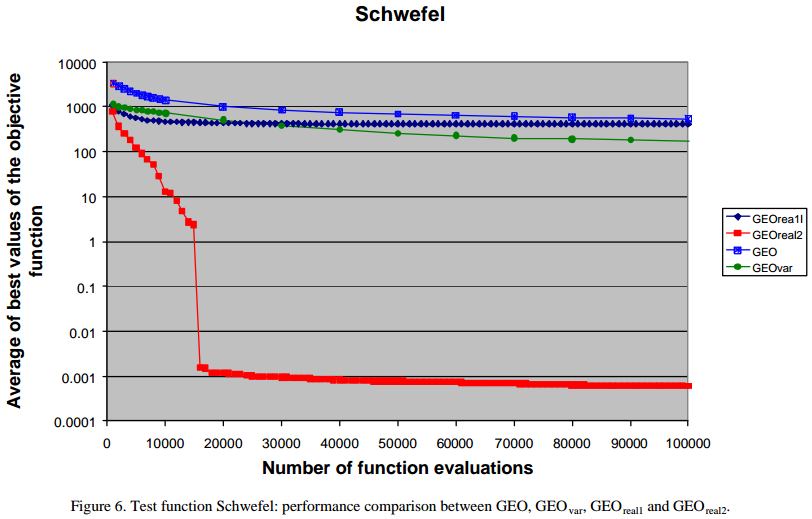 Schwefel
10000
1000
100
10
1
0.1
0.01
0.001
0.0001
Average of best values of the objective
function
0 10000 20000 30000 40000 50000 60000 70000 80000 90000 100000
Number of function evaluations
GEOrea1l
GEOreal2
GEO
GEOvar
Figure 6. Test function Schwefel: performance comparison between GEO, GEOvar, GEOreal1 and GEOreal2.